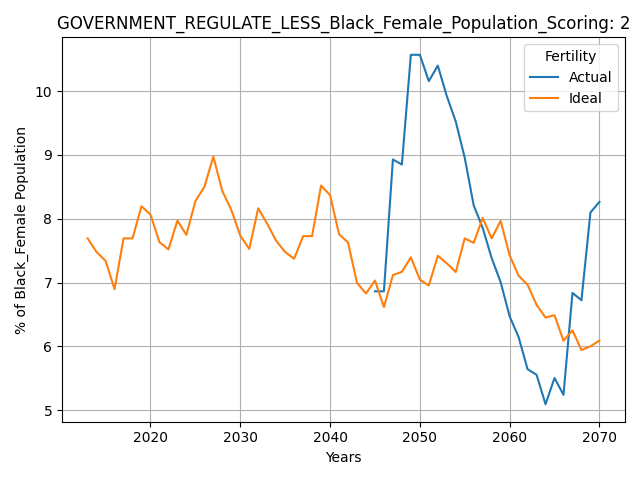 GOVERNMENT_REGULATE_LESS_Black_Female_Population_Scoring: 2
Fertility
Actual
Ideal
% of Black_Female Population
10
9
8
7
6
5
2020 2030 2040 2050 2060 2070
Years